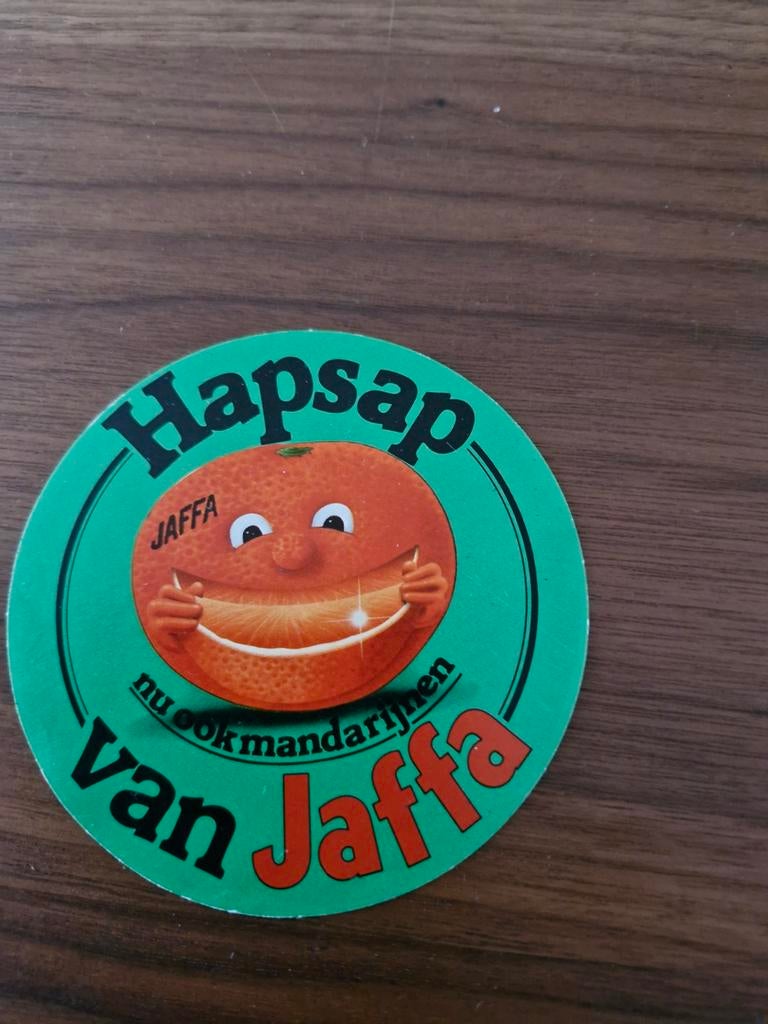 Hapsap
JAFFA
nu ook mandarijnen
van Jaffa